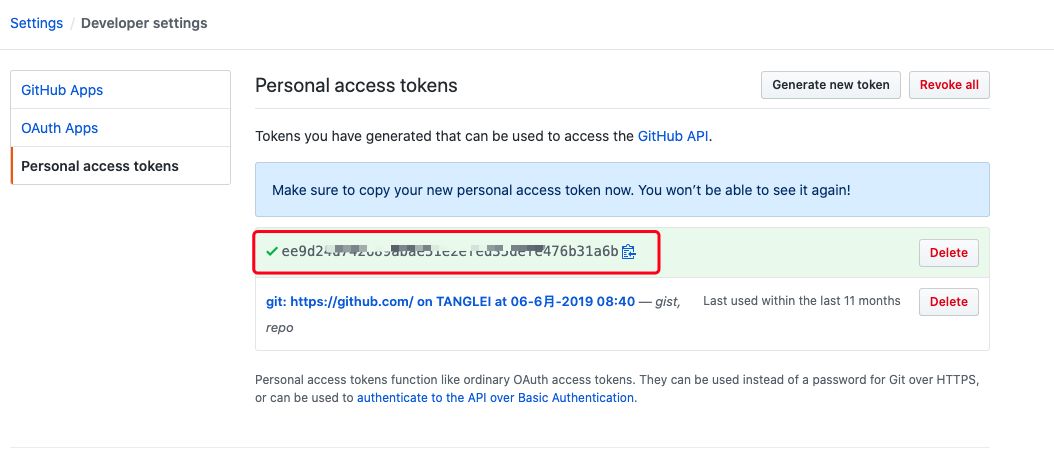 Settings / Developer settings
GitHub Apps
OAuth Apps
Personal access tokens
Personal access tokens
Generate new token
Revoke all
Tokens you have generated that can be used to access the GitHub API.
Make sure to copy your new personal access token now. You won’t be able to see it again!
Delete
git: https://github.com/ on TANGLEI at 06-6月-2019 08:40 — gist,
repo
Last used within the last 11 months
Delete
Personal access tokens function like ordinary OAuth access tokens. They can be used instead of a password for Git over HTTPS,
or can be used to authenticate to the API over Basic Authentication.